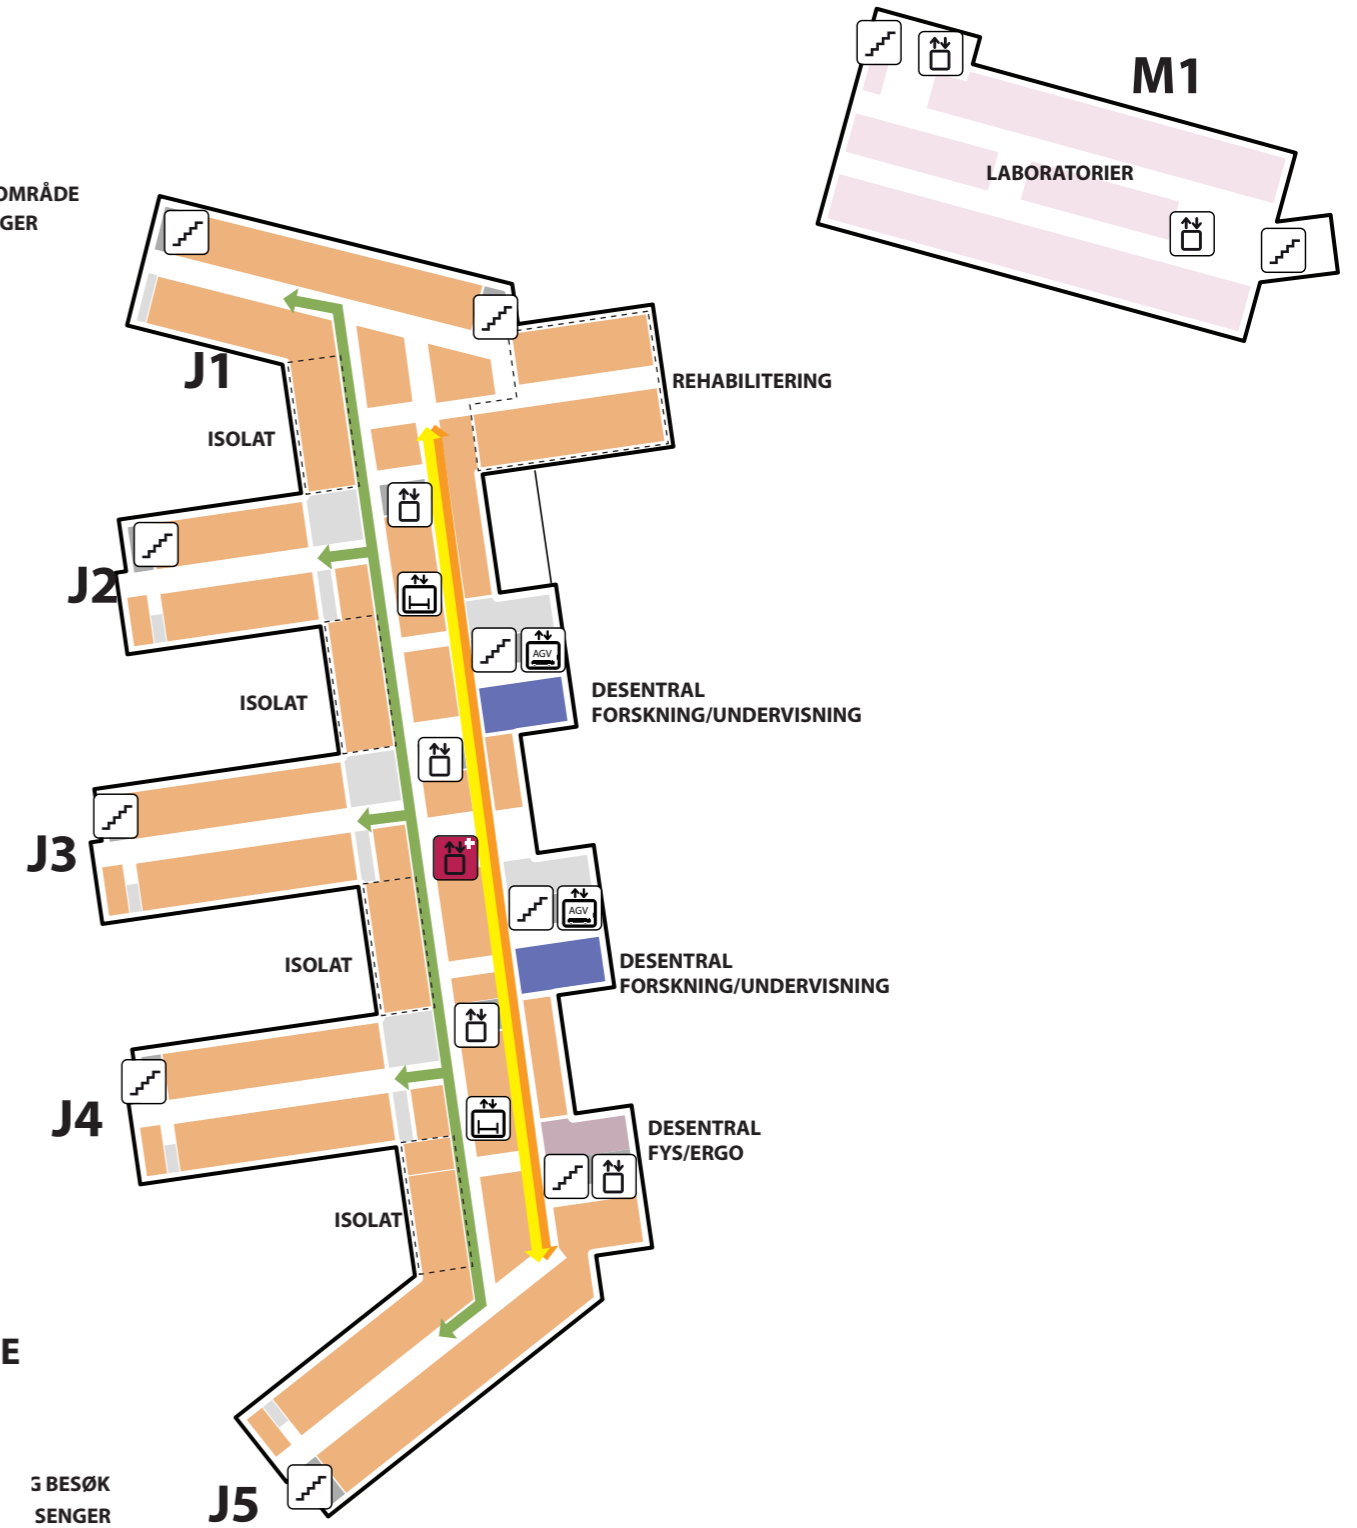 M1
LABORATORIER
OMRÅDE
GER
J1
REHABILITERING
ISOLAT
J2
AGV
ISOLAT
DESENTRAL
FORSKNING/UNDERVISNING
J3
AGV
ISOLAT
DESENTRAL
FORSKNING/UNDERVISNING
J4
DESENTRAL
FYS/ERGO
ISOLAT
E
G BESØK
SENGER
J5